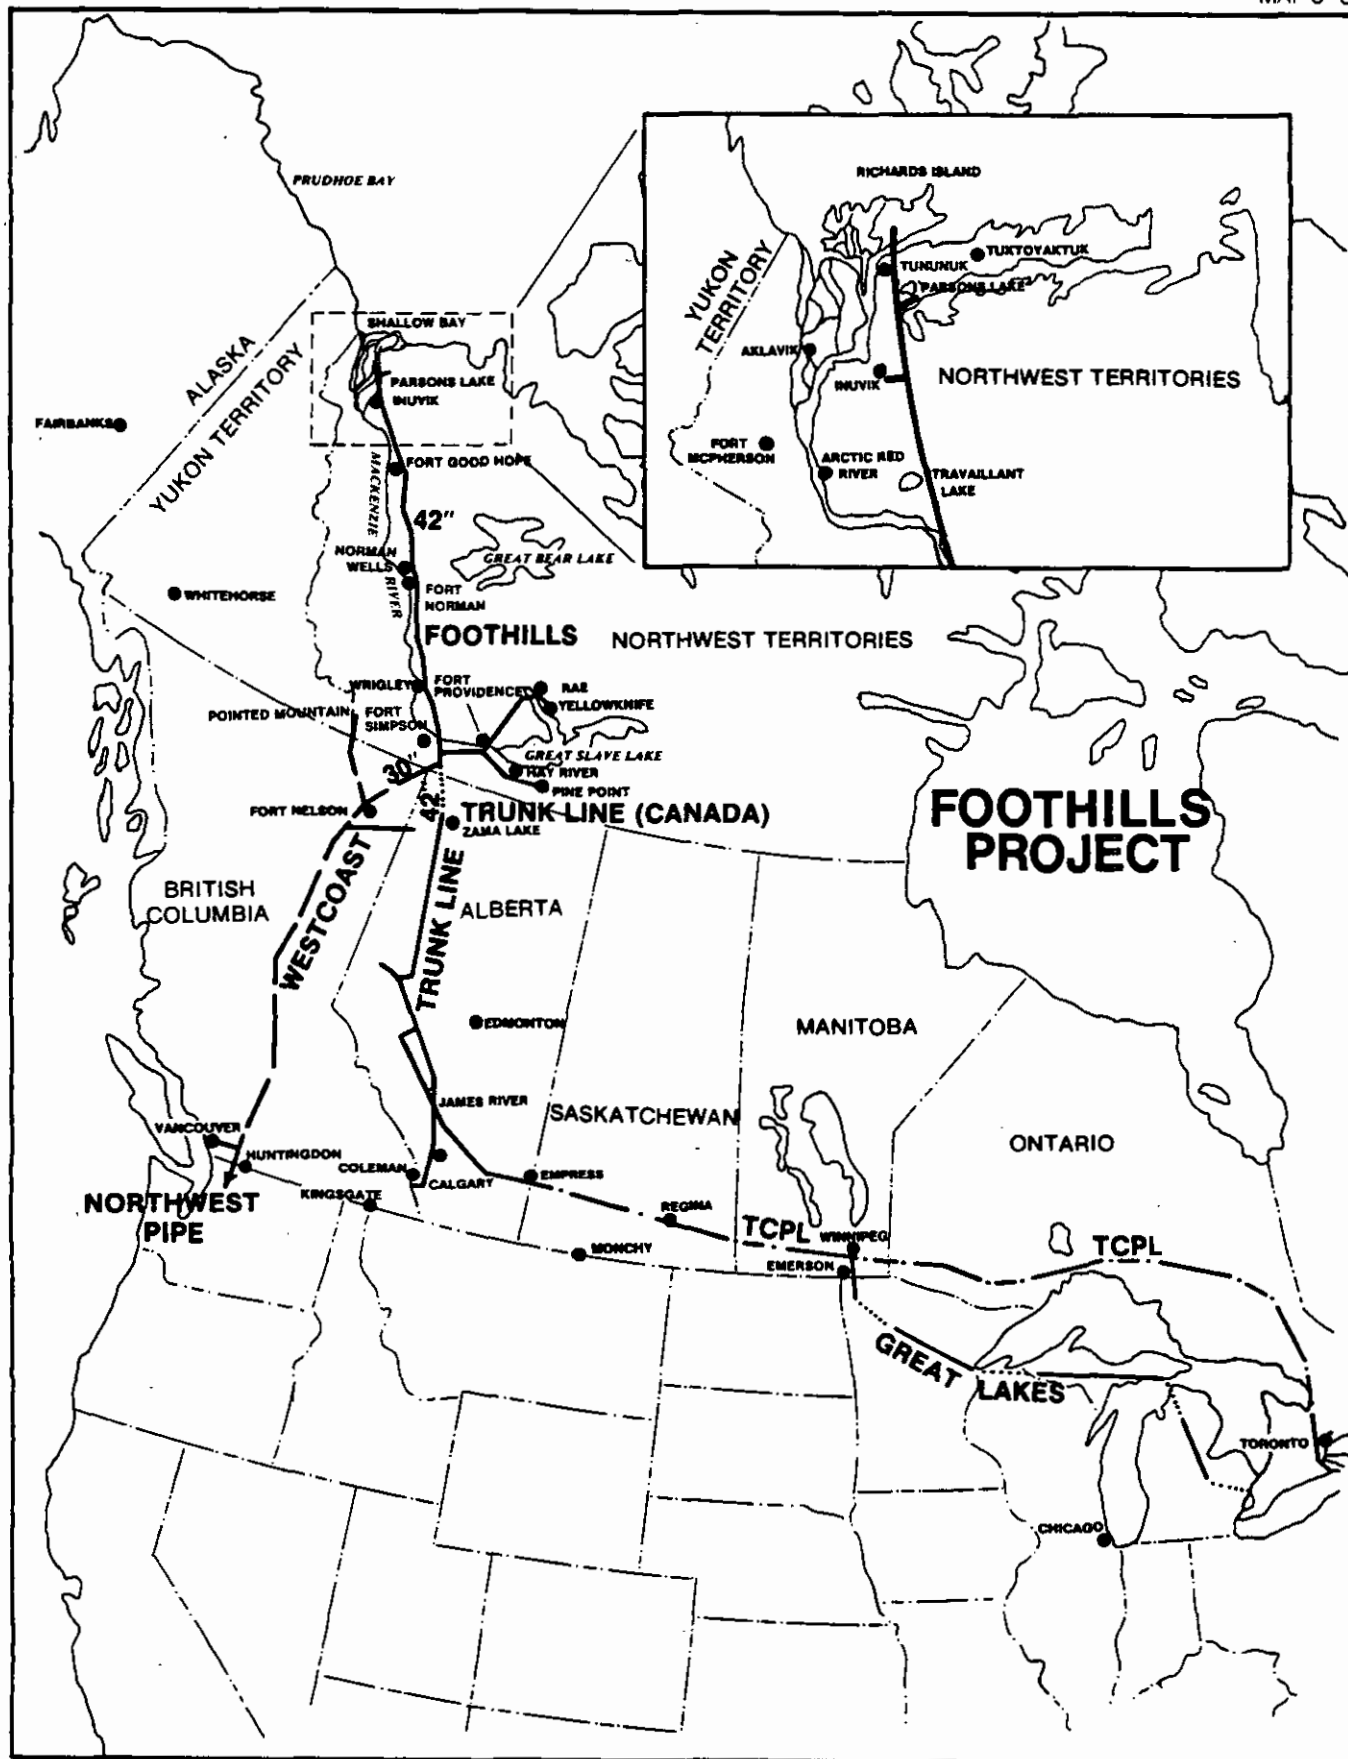 PRUDHOE BAY
RICHARDS ISLAND
TUNUNUK
TUXTOYAKTUK
PARSONS LAKE
YUKON
TERRITORY
AXLAVIK
INUVIK
NORTHWEST TERRITORIES
FORT
MCPHERSON
ARCTIC RED
RIVER
TRAVAILLANT
LAKE
SHALLOW BAY
PARSONS LAKE
INUVIK
ALASKA
YUKON TERRITORY
FAIRBANKS
FORT GOOD HOPE
MACKENZIE
RIVER
42"
NORMAN
WELLS
GREAT BEAR LAKE
FORT
NORMAN
WHITEHORSE
FOOTHILLS
NORTHWEST TERRITORIES
WRIGLEY
FORT
PROVIDENCE
RAE
YELLOWKNIFE
POINTED MOUNTAIN
FORT
SIMPSON
GREAT SLAVE LAKE
30"
HAY RIVER
PINE POINT
FORT NELSON
42"
TRUNK LINE (CANADA)
ZAMA LAKE
FOOTHILLS
PROJECT
BRITISH
COLUMBIA
WESTCOAST
TRUNK LINE
ALBERTA
EDMONTON
MANITOBA
JAMES RIVER
SASKATCHEWAN
ONTARIO
VANCOUVER
HUNTINGDON
COLEMAN
CALGARY
EMPRESS
NORTHWEST
PIPE
KINGSGATE
REGINA
MONCHY
TCPL
WINNIPEG
EMERSON
TCPL
GREAT
LAKES
TORONTO
CHICAGO